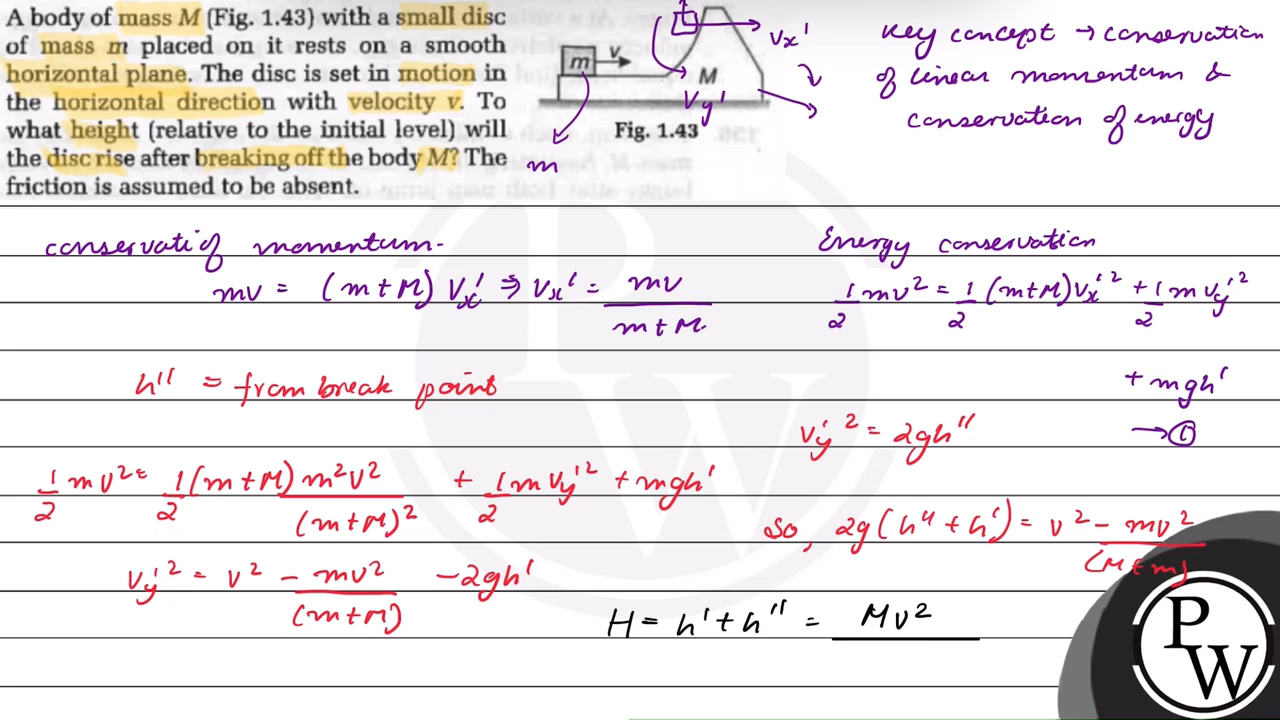 A body of mass M (Fig. 1.43) with a small disc
of mass m placed on it rests on a smooth
horizontal plane. The disc is set in motion in
the horizontal direction with velocity v. To
what height (relative to the initial level) will
the disc rise after breaking off the body M? The
friction is assumed to be absent.
m v
M
Vx'
Vy'
m
Fig. 1.43
Key concept → conservation
of linear momentum &
conservation of energy
conservati of momentum.
mv = (m+M) Vx' ⇒ Vx' = mv/(m+M)
Energy conservation
1/2 mv² = 1/2 (m+M) Vx'² + 1/2 m Vy'²
+ mgh'
→ ①
h'' = from break point
Vy'² = 2gh''
1/2 mv² = 1/2 (m+M) m²v²/(m+M)² + 1/2 m Vy'² + mgh'
So, 2g(h'' + h') = v² - mv²/(M+m)
Vy'² = v² - mv²/(m+M) - 2gh'
H = h' + h'' = Mv²
PW